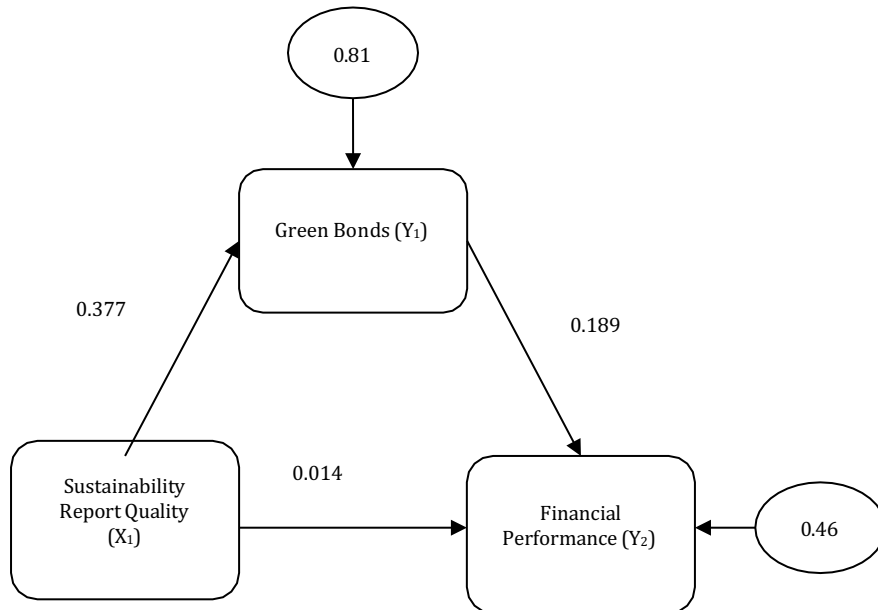 0.81
Green Bonds (Y₁)
0.377
0.189
Sustainability
Report Quality
(X₁)
0.014
Financial
Performance (Y₂)
0.46